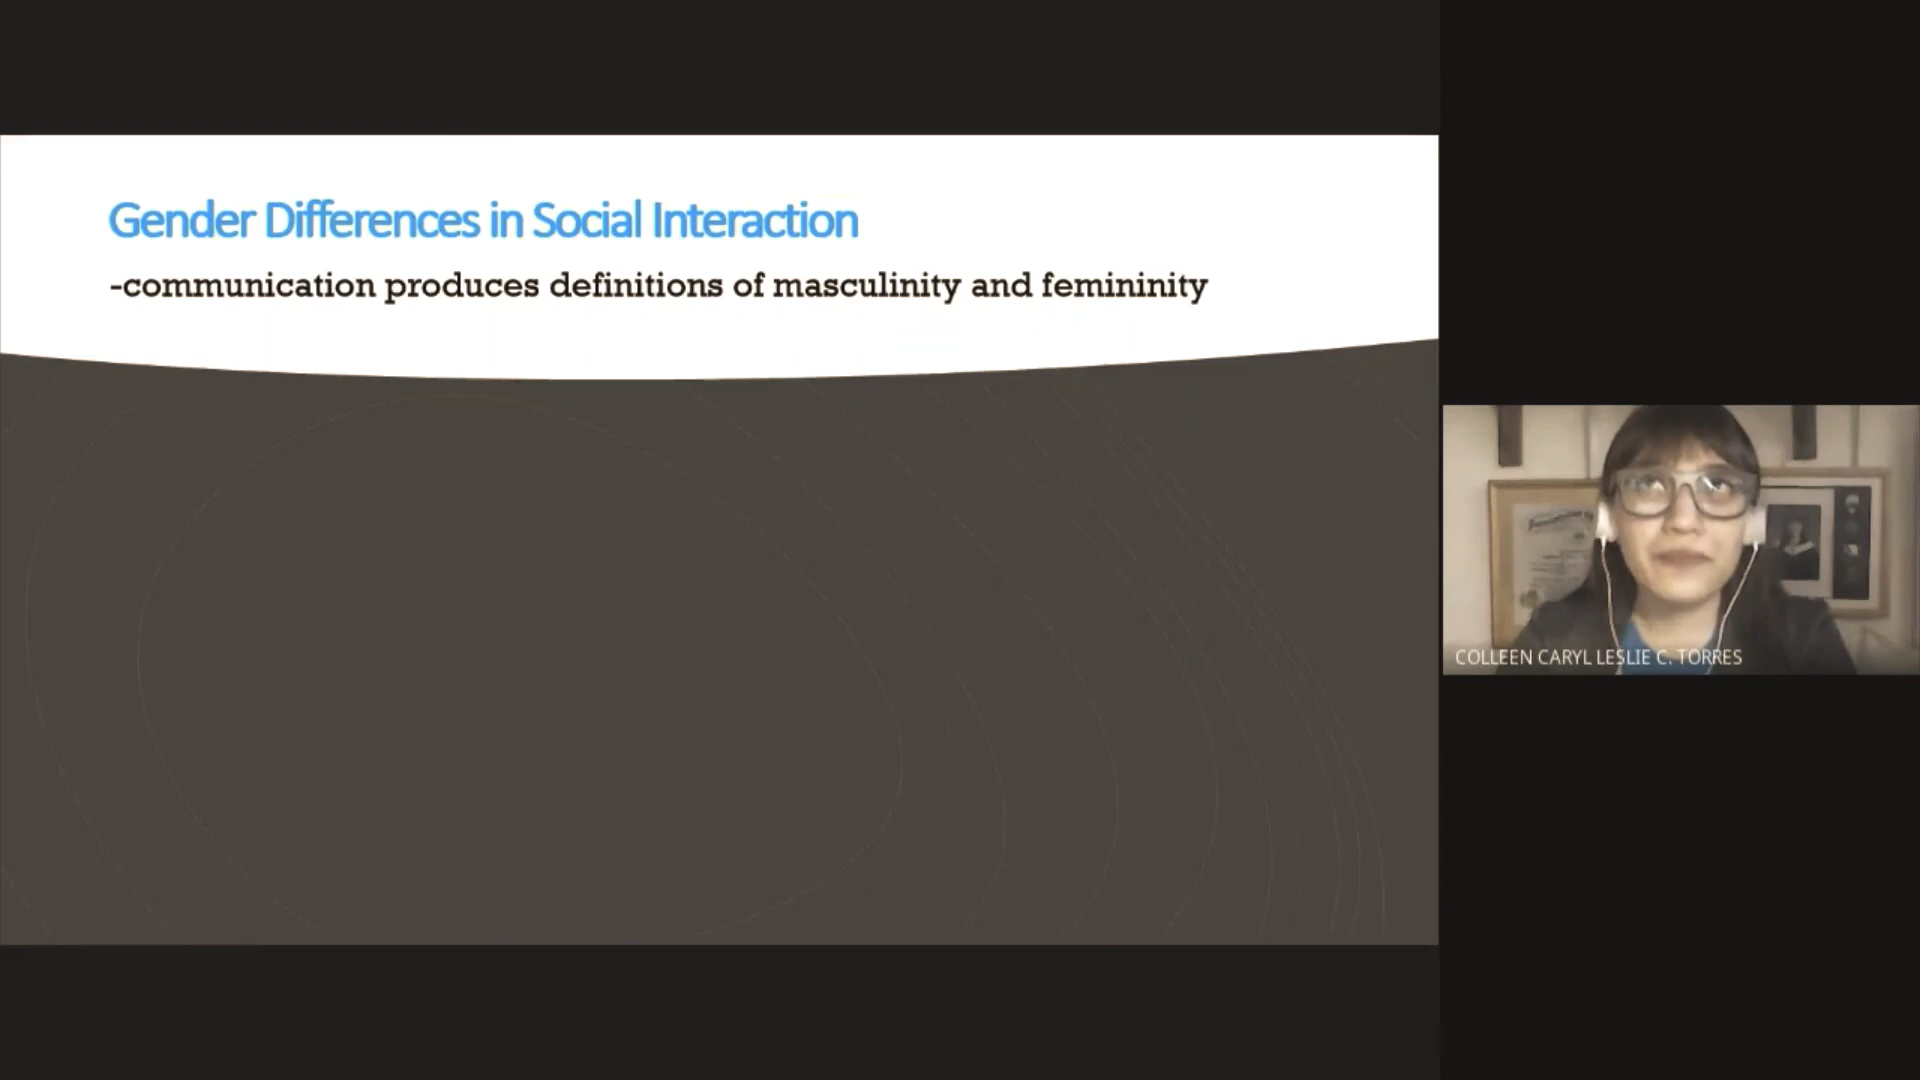 Gender Differences in Social Interaction
-communication produces definitions of masculinity and femininity
COLLEEN CARYL LESLIE C. TORRES